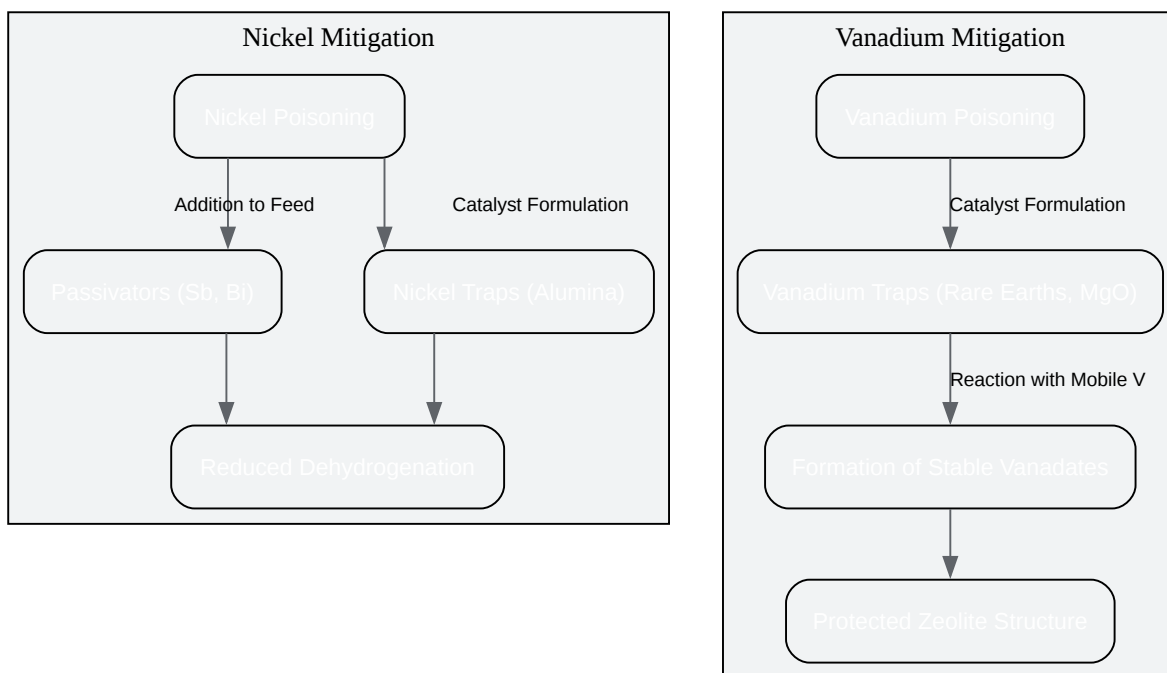 Nickel Mitigation
Nickel Poisoning
Addition to Feed
Catalyst Formulation
Passivators (Sb, Bi)
Nickel Traps (Alumina)
Reduced Dehydrogenation
Vanadium Mitigation
Vanadium Poisoning
Catalyst Formulation
Vanadium Traps (Rare Earths, MgO)
Reaction with Mobile V
Formation of Stable Vanadates
Protected Zeolite Structure